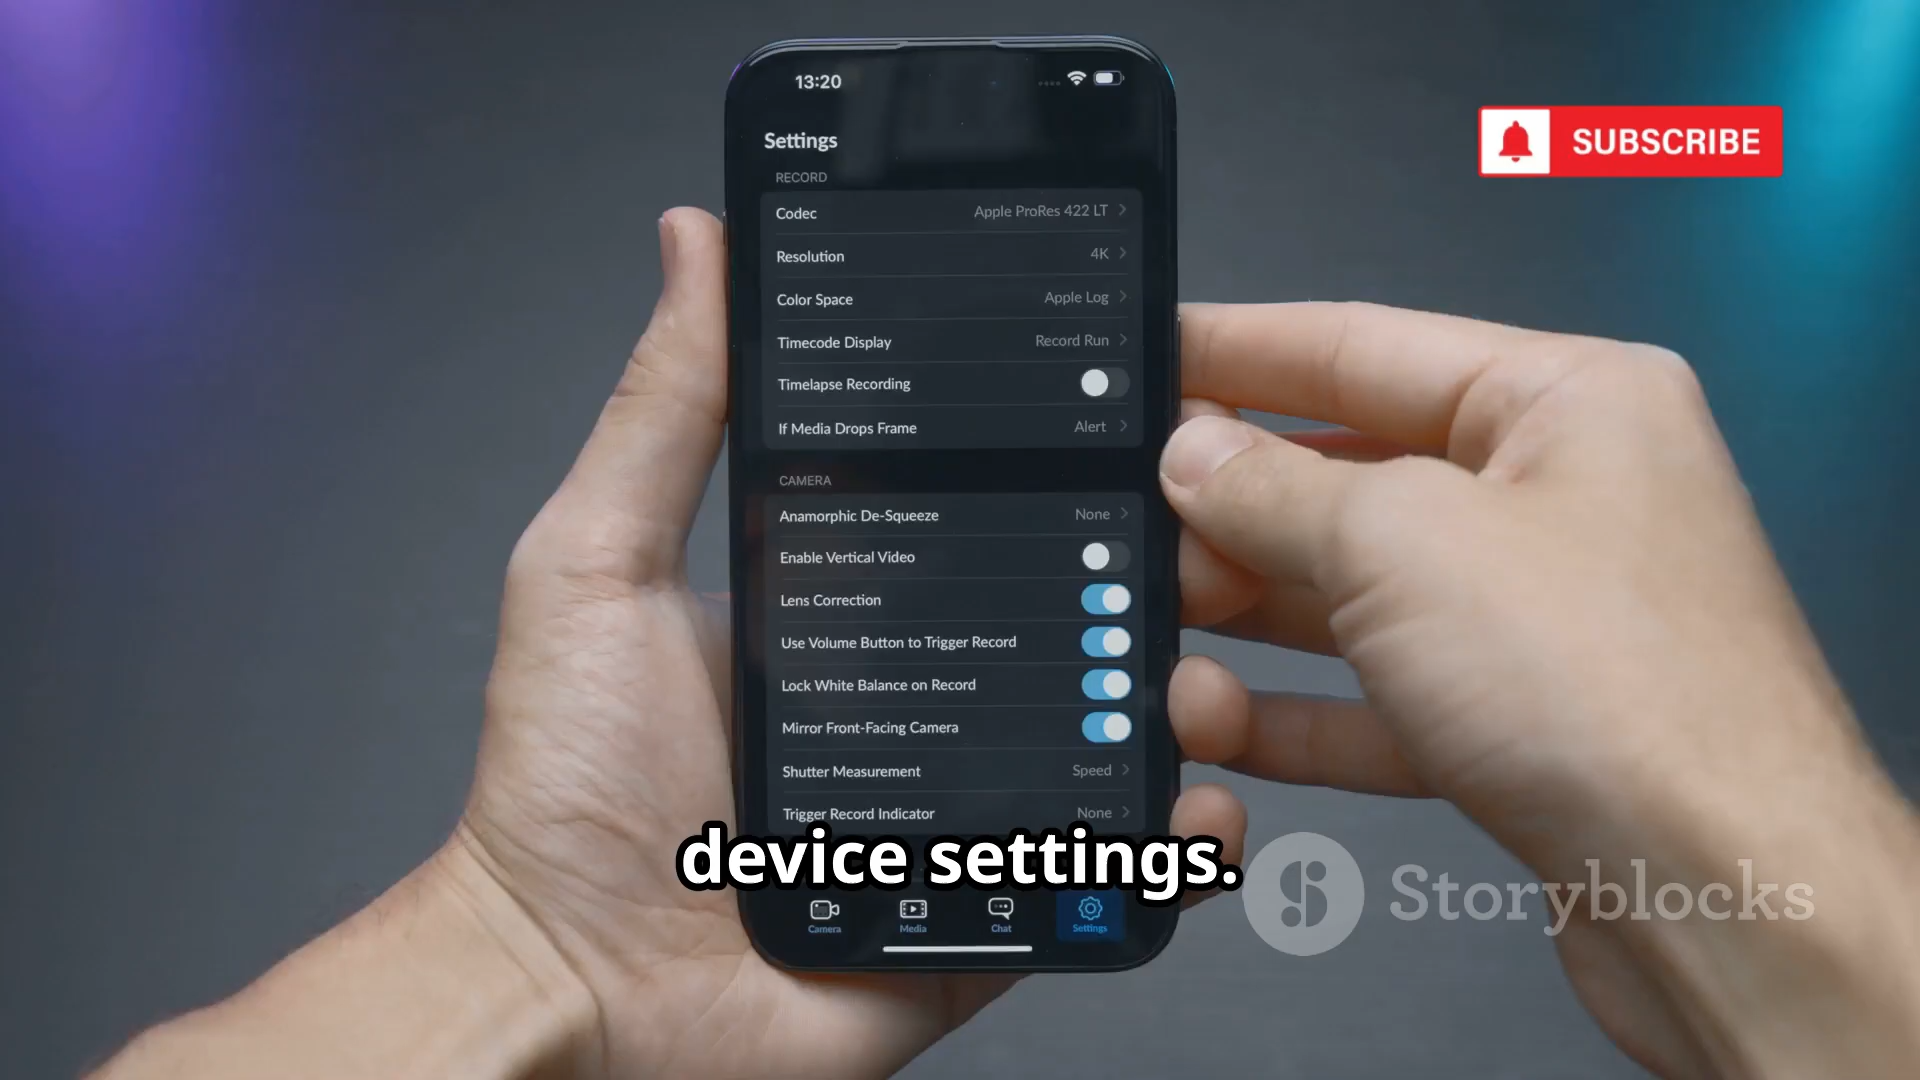 13:20
SUBSCRIBE
Settings
RECORD
Codec Apple ProRes 422 LT
Resolution 4K
Color Space Apple Log
Timecode Display Record Run
Timelapse Recording
If Media Drops Frame Alert
CAMERA
Anamorphic De-Squeeze None
Enable Vertical Video
Lens Correction
Use Volume Button to Trigger Record
Lock White Balance on Record
Mirror Front-Facing Camera
Shutter Measurement Speed
Trigger Record Indicator None
device settings.
Storyblocks
Camera Media Chat Settings